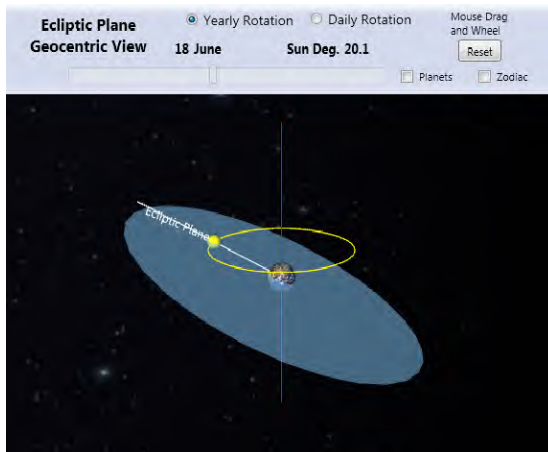 Ecliptic Plane
Geocentric View
Yearly Rotation
Daily Rotation
Mouse Drag
and Wheel
18 June
Sun Deg. 20.1
Reset
Planets
Zodiac
Ecliptic Plane